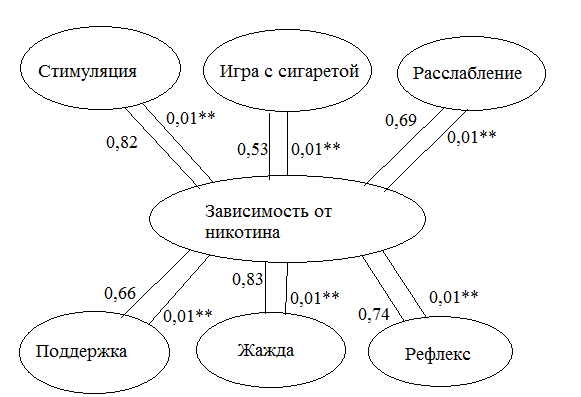 Стимуляция
Игра с сигаретой
Расслабление
0,82
0,01**
0,53
0,01**
0,69
0,01**
Зависимость от
никотина
0,66
0,01**
0,83
0,01**
0,74
0,01**
Поддержка
Жажда
Рефлекс